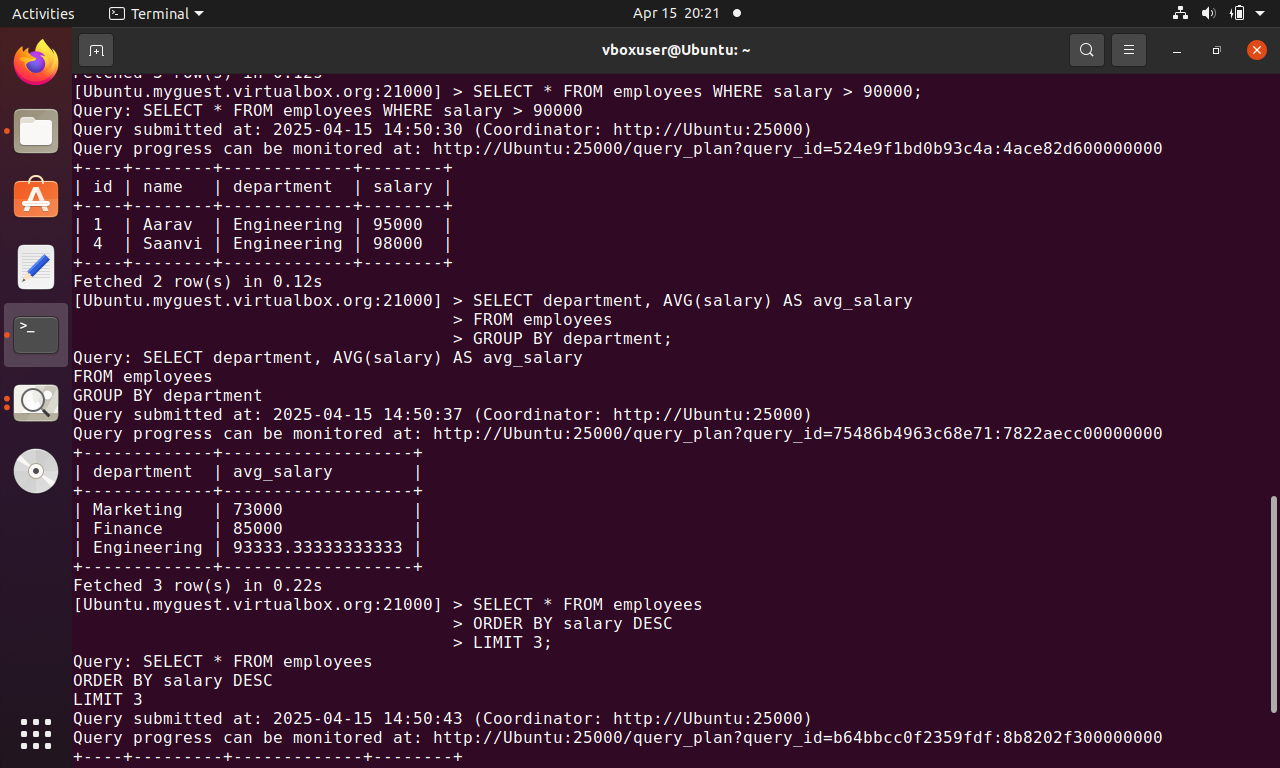 Activities
Terminal
Apr 15 20:21
vboxuser@Ubuntu: ~
Fetched 5 row(s) in 0.12s
[Ubuntu.myguest.virtualbox.org:21000] > SELECT * FROM employees WHERE salary > 90000;
Query: SELECT * FROM employees WHERE salary > 90000
Query submitted at: 2025-04-15 14:50:30 (Coordinator: http://Ubuntu:25000)
Query progress can be monitored at: http://Ubuntu:25000/query_plan?query_id=524e9f1bd0b93c4a:4ace82d600000000
+----+--------+-------------+--------+
| id | name   | department  | salary |
+----+--------+-------------+--------+
| 1  | Aarav  | Engineering | 95000  |
| 4  | Saanvi | Engineering | 98000  |
+----+--------+-------------+--------+
Fetched 2 row(s) in 0.12s
[Ubuntu.myguest.virtualbox.org:21000] > SELECT department, AVG(salary) AS avg_salary
                                      > FROM employees
                                      > GROUP BY department;
Query: SELECT department, AVG(salary) AS avg_salary
FROM employees
GROUP BY department
Query submitted at: 2025-04-15 14:50:37 (Coordinator: http://Ubuntu:25000)
Query progress can be monitored at: http://Ubuntu:25000/query_plan?query_id=75486b4963c68e71:7822aecc00000000
+-------------+-------------------+
| department  | avg_salary        |
+-------------+-------------------+
| Marketing   | 73000             |
| Finance     | 85000             |
| Engineering | 93333.33333333333 |
+-------------+-------------------+
Fetched 3 row(s) in 0.22s
[Ubuntu.myguest.virtualbox.org:21000] > SELECT * FROM employees
                                      > ORDER BY salary DESC
                                      > LIMIT 3;
Query: SELECT * FROM employees
ORDER BY salary DESC
LIMIT 3
Query submitted at: 2025-04-15 14:50:43 (Coordinator: http://Ubuntu:25000)
Query progress can be monitored at: http://Ubuntu:25000/query_plan?query_id=b64bbcc0f2359fdf:8b8202f300000000
+----+---------+-------------+--------+